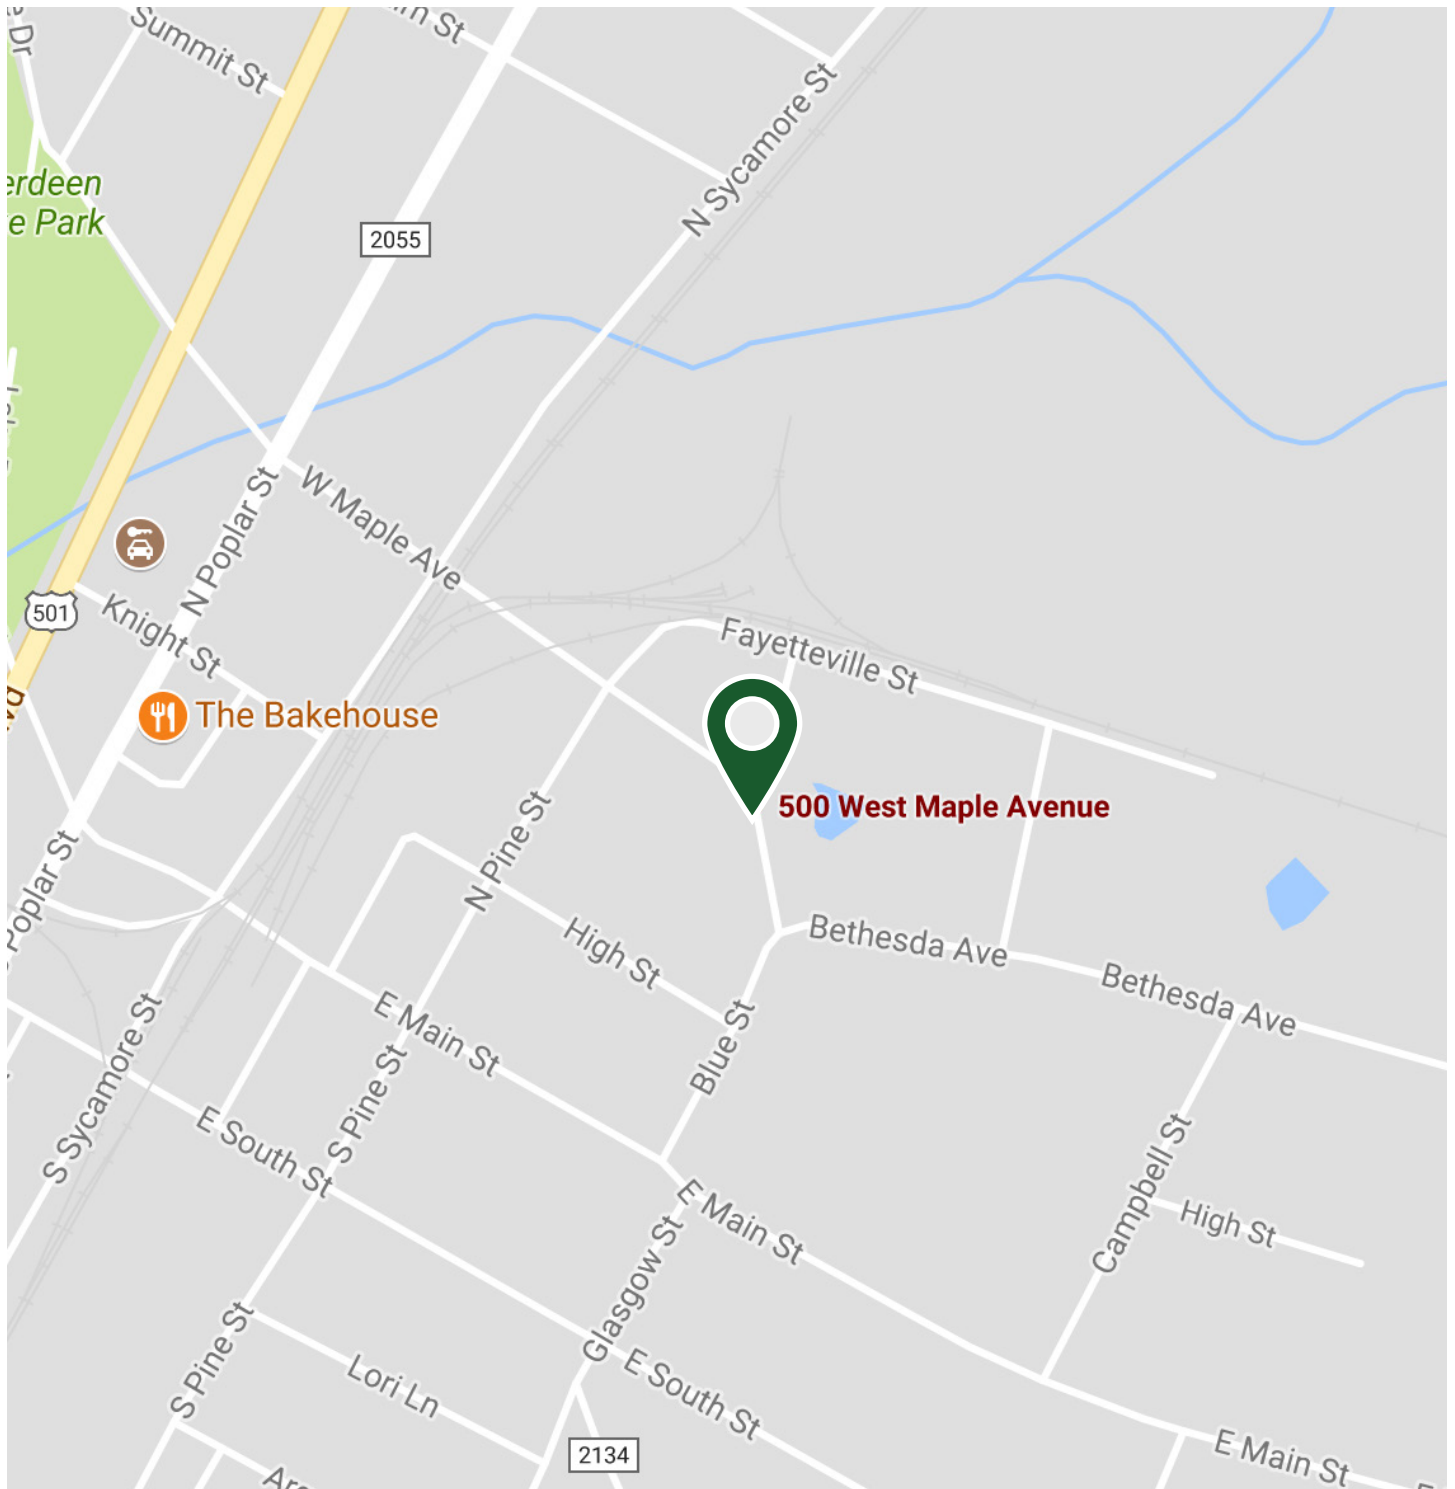 Dr
Summit St
St
erdeen
e Park
2055
N Sycamore St
W Maple Ave
N Poplar St
501
Knight St
Fayetteville St
The Bakehouse
500 West Maple Avenue
N Pine St
Poplar St
High St
Bethesda Ave
Bethesda Ave
E Main St
Blue St
S Sycamore St
S Pine St
E South St
Campbell St
High St
E Main St
Glasgow St
S Pine St
Lori Ln
E South St
2134
E Main St